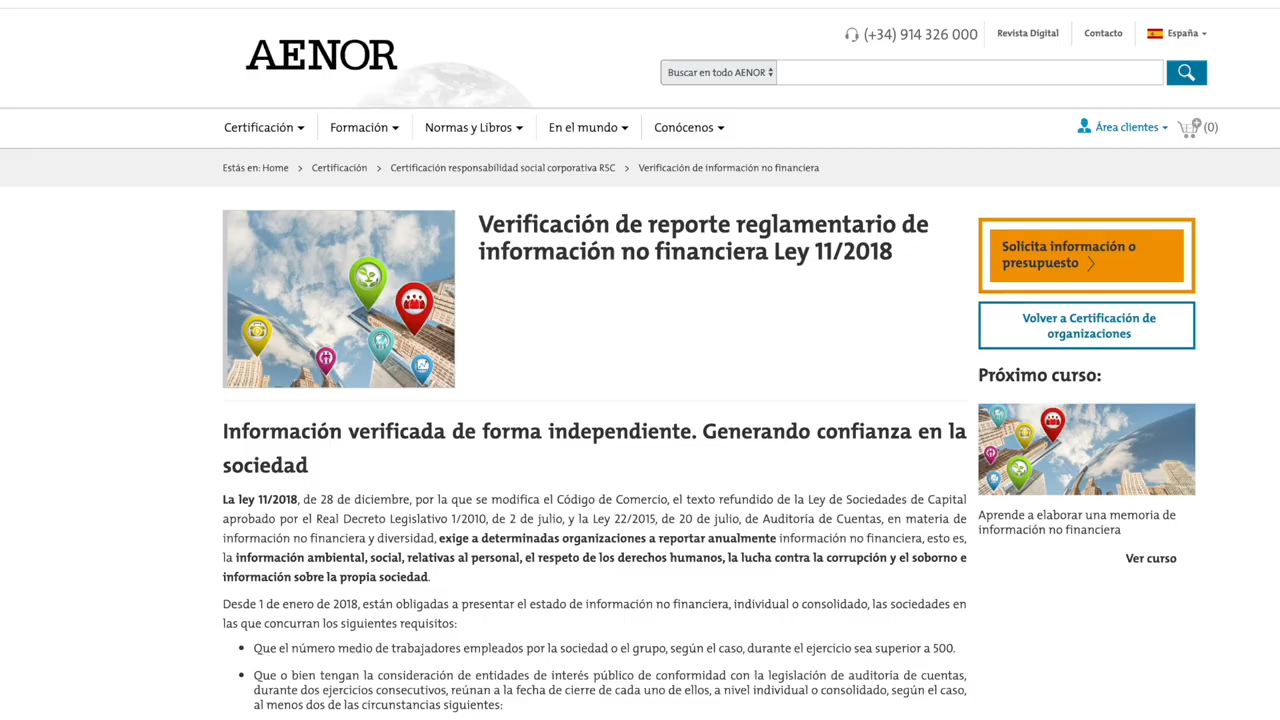 AENOR
(+34) 914 326 000
Revista Digital
Contacto
España
Buscar en todo AENOR
Certificación
Formación
Normas y Libros
En el mundo
Conócenos
Área clientes
(0)
Estás en: Home > Certificación > Certificación responsabilidad social corporativa RSC > Verificación de información no financiera
Verificación de reporte reglamentario de
información no financiera Ley 11/2018
Solicita información o
presupuesto
Volver a Certificación de
organizaciones
Próximo curso:
Aprende a elaborar una memoria de
información no financiera
Ver curso
Información verificada de forma independiente. Generando confianza en la
sociedad
La ley 11/2018, de 28 de diciembre, por la que se modifica el Código de Comercio, el texto refundido de la Ley de Sociedades de Capital
aprobado por el Real Decreto Legislativo 1/2010, de 2 de julio, y la Ley 22/2015, de 20 de julio, de Auditoría de Cuentas, en materia de
información no financiera y diversidad, exige a determinadas organizaciones a reportar anualmente información no financiera, esto es,
la información ambiental, social, relativas al personal, el respeto de los derechos humanos, la lucha contra la corrupción y el soborno e
información sobre la propia sociedad.
Desde 1 de enero de 2018, están obligadas a presentar el estado de información no financiera, individual o consolidado, las sociedades en
las que concurran los siguientes requisitos:
• Que el número medio de trabajadores empleados por la sociedad o el grupo, según el caso, durante el ejercicio sea superior a 500.
• Que o bien tengan la consideración de entidades de interés público de conformidad con la legislación de auditoría de cuentas,
durante dos ejercicios consecutivos, reúnan a la fecha de cierre de cada uno de ellos, a nivel individual o consolidado, según el caso,
al menos dos de las circunstancias siguientes: